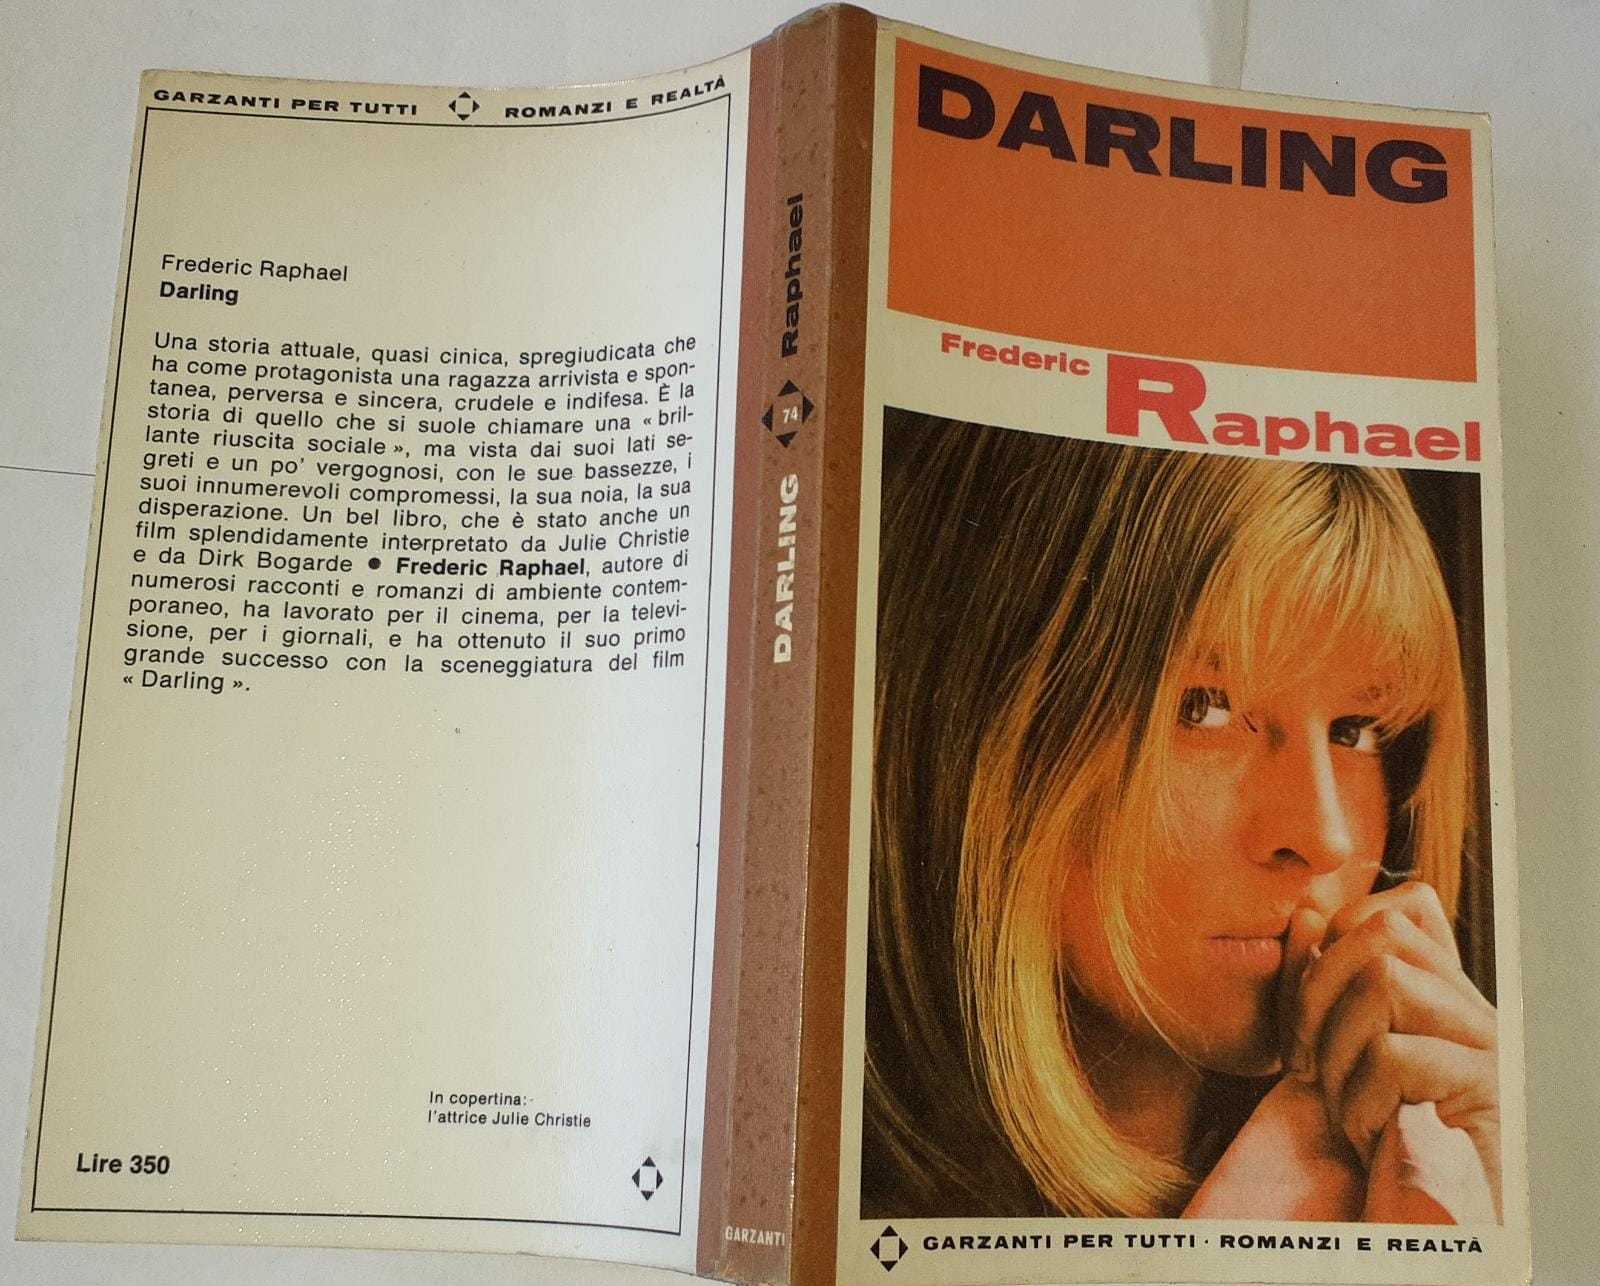 GARZANTI PER TUTTI ROMANZI E REALTÀ
Frederic Raphael
Darling
Una storia attuale, quasi cinica, spregiudicata che
ha come protagonista una ragazza arrivista e spon-
tanea, perversa e sincera, crudele e indifesa. È la
storia di quello che si suole chiamare una « bril-
lante riuscita sociale », ma vista dai suoi lati se-
greti e un po' vergognosi, con le sue bassezze, i
suoi innumerevoli compromessi, la sua noia, la sua
disperazione. Un bel libro, che è stato anche un
film splendidamente interpretato da Julie Christie
e da Dirk Bogarde ● Frederic Raphael, autore di
numerosi racconti e romanzi di ambiente contem-
poraneo, ha lavorato per il cinema, per la televi-
sione, per i giornali, e ha ottenuto il suo primo
grande successo con la sceneggiatura del film
« Darling ».
In copertina:
l'attrice Julie Christie
Lire 350
DARLING 74 Raphael
GARZANTI
DARLING
Frederic
Raphael
GARZANTI PER TUTTI · ROMANZI E REALTÀ